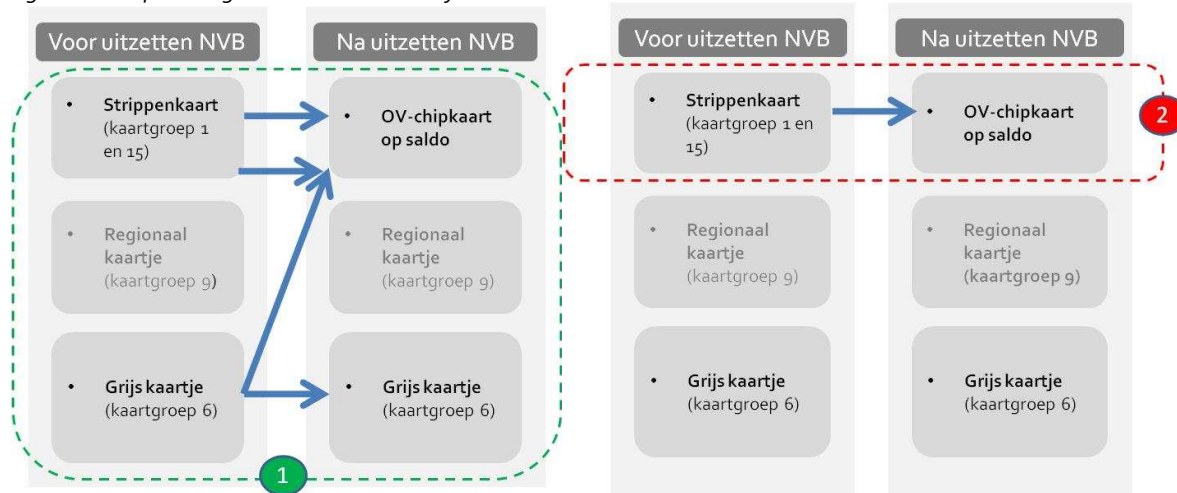 Voor uitzetten NVB
Na uitzetten NVB
• Strippenkaart
(kaartgroep 1
en 15)
• OV-chipkaart
op saldo
• Regionaal
kaartje
(kaartgroep 9)
• Regionaal
kaartje
(kaartgroep 9)
• Grijs kaartje
(kaartgroep 6)
• Grijs kaartje
(kaartgroep 6)
1
Voor uitzetten NVB
Na uitzetten NVB
• Strippenkaart
(kaartgroep 1 en
15)
• OV-chipkaart
op saldo
2
• Regionaal
kaartje
(kaartgroep 9)
• Regionaal
kaartje
(kaartgroep 9)
• Grijs kaartje
(kaartgroep 6)
• Grijs kaartje
(kaartgroep 6)